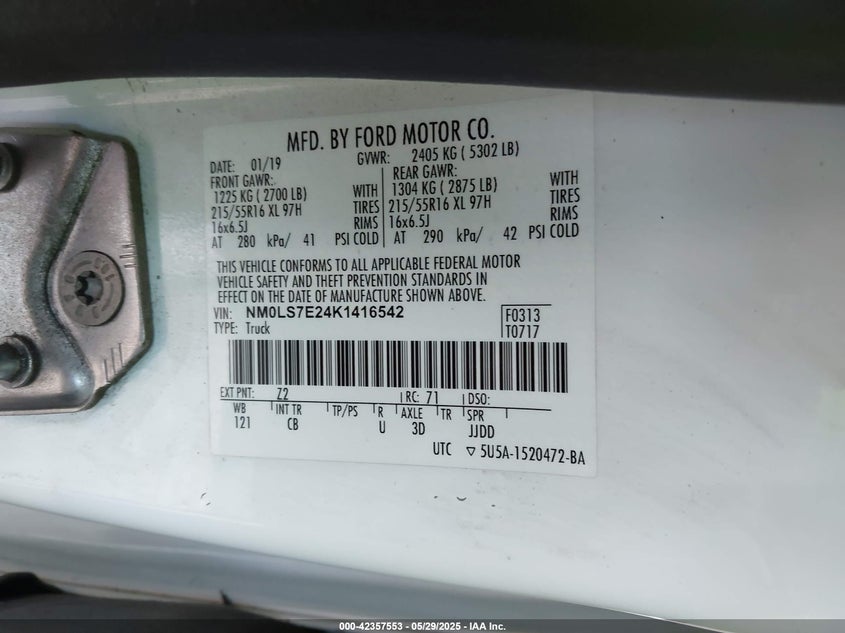 MFD. BY FORD MOTOR CO.
DATE: 01/19 GVWR: 2405 KG ( 5302 LB)
FRONT GAWR: REAR GAWR:
1225 KG ( 2700 LB) WITH 1304 KG ( 2875 LB) WITH
215/55R16 XL 97H TIRES 215/55R16 XL 97H TIRES
16x6.5J RIMS 16x6.5J RIMS
AT 280 kPa/ 41 PSI COLD AT 290 kPa/ 42 PSI COLD
THIS VEHICLE CONFORMS TO ALL APPLICABLE FEDERAL MOTOR
VEHICLE SAFETY AND THEFT PREVENTION STANDARDS IN
EFFECT ON THE DATE OF MANUFACTURE SHOWN ABOVE.
VIN: NM0LS7E24K1416542 F0313
TYPE: Truck T0717
EXT PNT: Z2 RC: 71 DSO:
WB INT TR TP/PS R AXLE TR SPR
121 CB U 3D JJDD
UTC ▽ 5U5A-1520472-BA
000-42357553 — 05/29/2025 — IAA Inc.